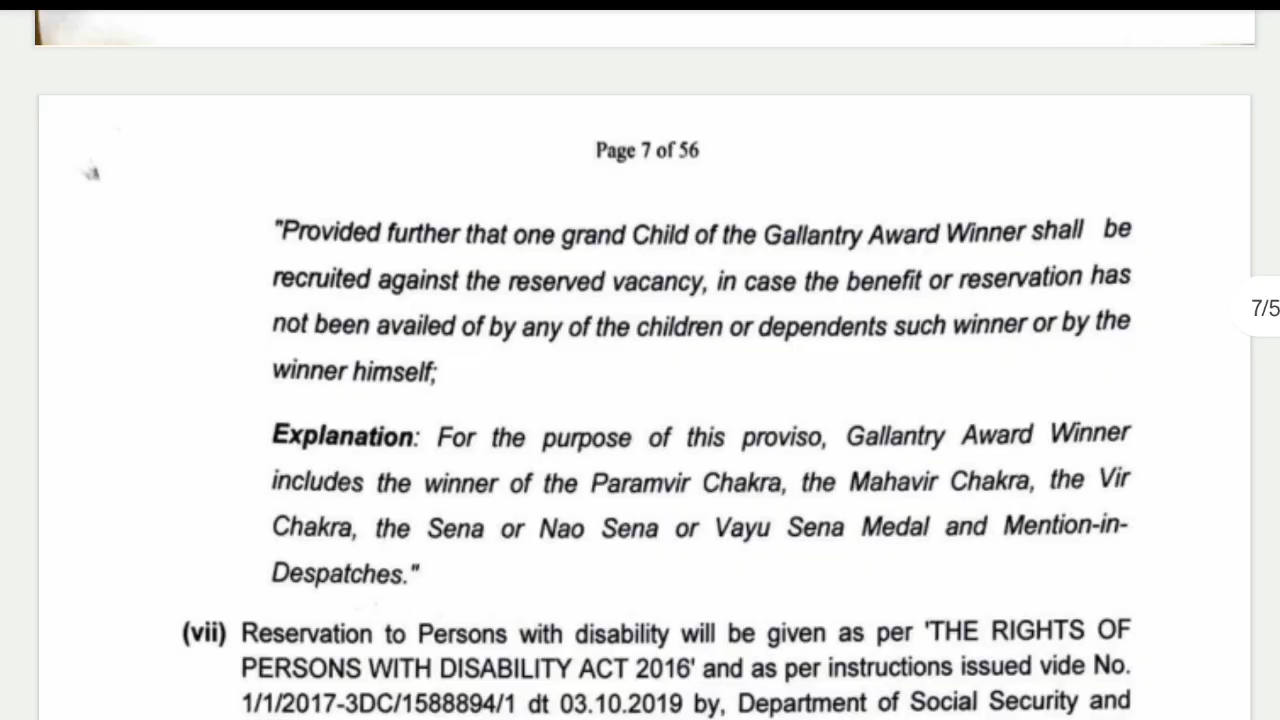 Page 7 of 56
"Provided further that one grand Child of the Gallantry Award Winner shall be
recruited against the reserved vacancy, in case the benefit or reservation has
not been availed of by any of the children or dependents such winner or by the
winner himself;
Explanation: For the purpose of this proviso, Gallantry Award Winner
includes the winner of the Paramvir Chakra, the Mahavir Chakra, the Vir
Chakra, the Sena or Nao Sena or Vayu Sena Medal and Mention-in-
Despatches."
(vii) Reservation to Persons with disability will be given as per 'THE RIGHTS OF
PERSONS WITH DISABILITY ACT 2016' and as per instructions issued vide No.
1/1/2017-3DC/1588894/1 dt 03.10.2019 by, Department of Social Security and
7/5